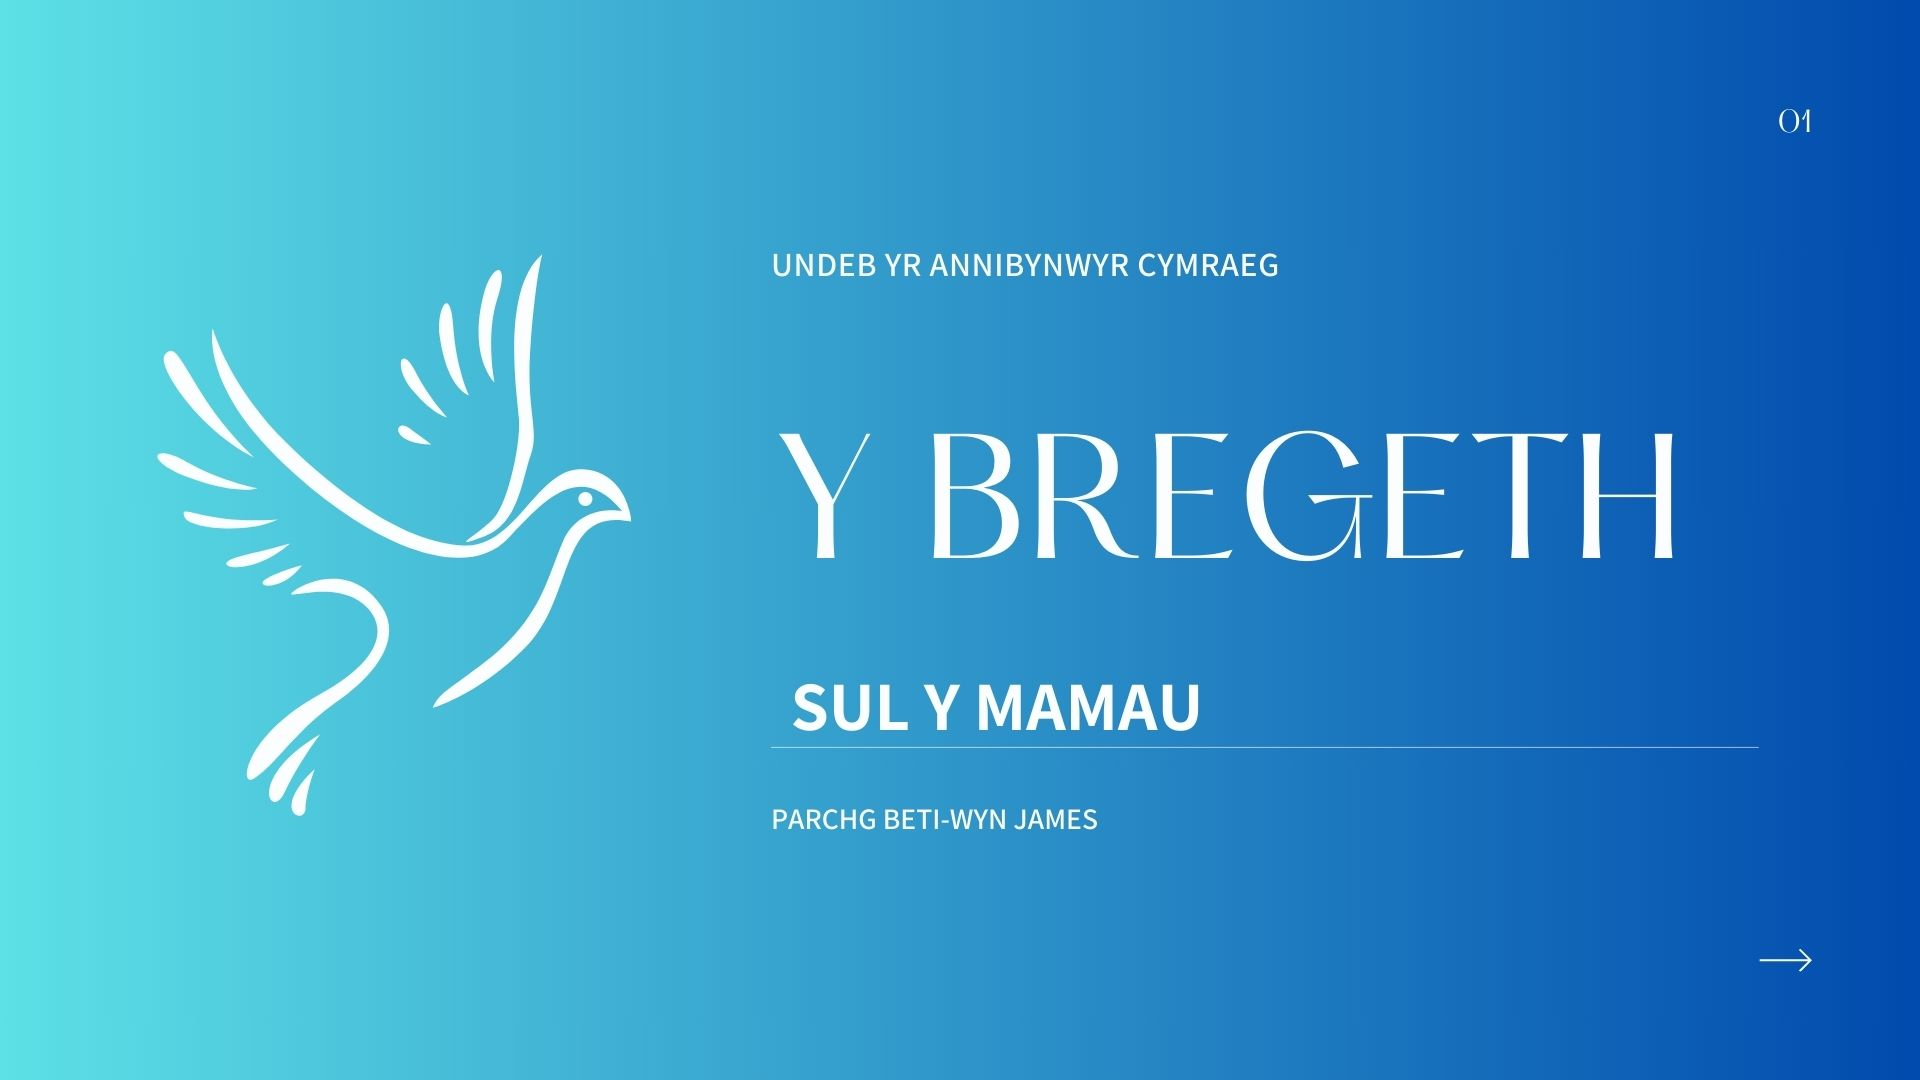 01
UNDEB YR ANNIBYNWYR CYMRAEG
Y BREGETH
SUL Y MAMAU
PARCHG BETI-WYN JAMES